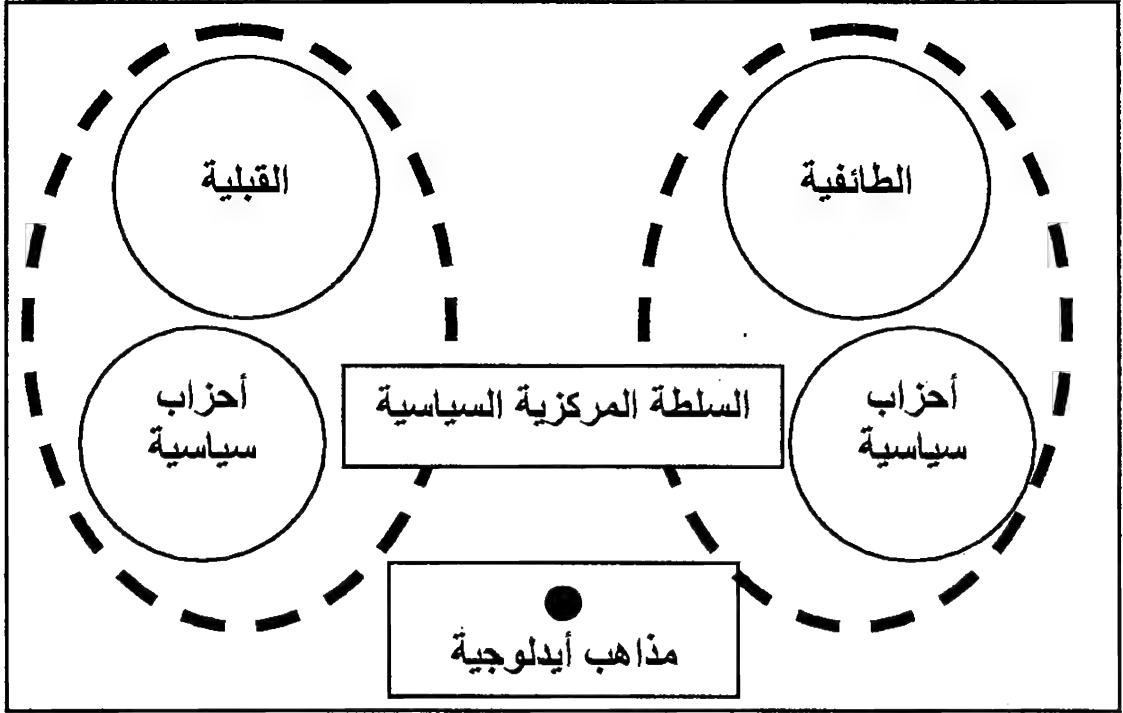 الطائفية
القبلية
أحزاب
سياسية
السلطة المركزية السياسية
أحزاب
سياسية
مذاهب أيدلوجية